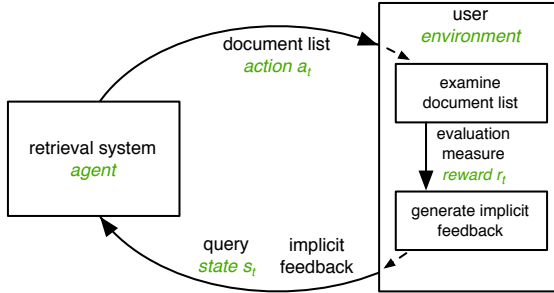 user
environment
document list
action a_t
examine
document list
retrieval system
agent
evaluation
measure
reward r_t
generate implicit
feedback
query
state s_t
implicit
feedback